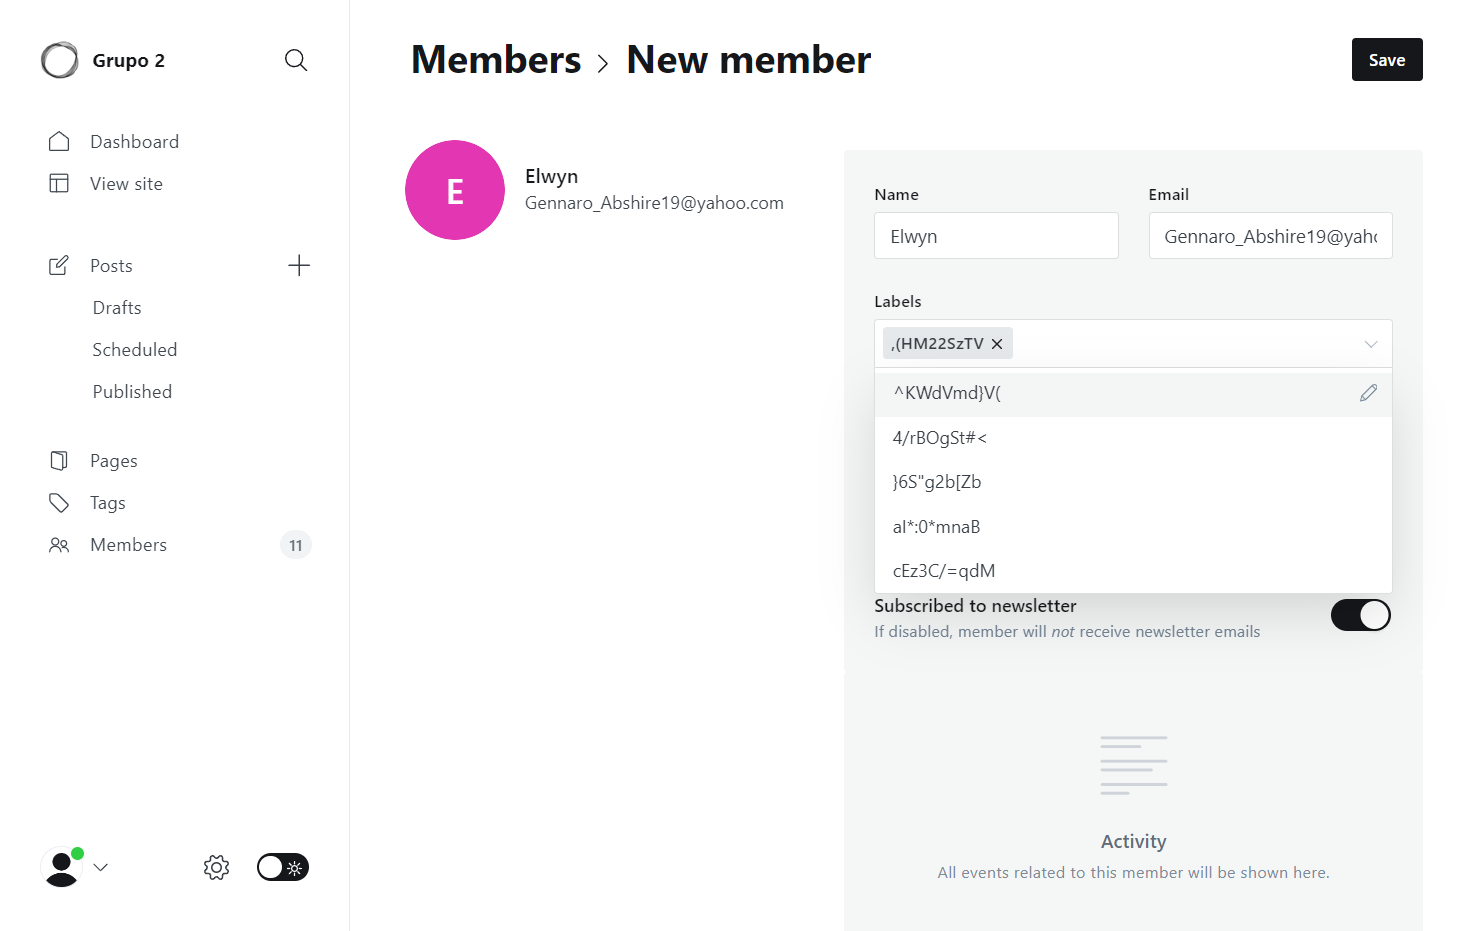 Grupo 2
Dashboard
View site
Posts
Drafts
Scheduled
Published
Pages
Tags
Members
11
Members › New member
Save
E
Elwyn
Gennaro_Abshire19@yahoo.com
Name
Email
Elwyn
Gennaro_Abshire19@yaho
Labels
,(HM22SzTV ×
^KWdVmd}V(
4/rBOgSt#<
}6S"g2b[Zb
aI*:0*mnaB
cEz3C/=qdM
Subscribed to newsletter
If disabled, member will not receive newsletter emails
Activity
All events related to this member will be shown here.